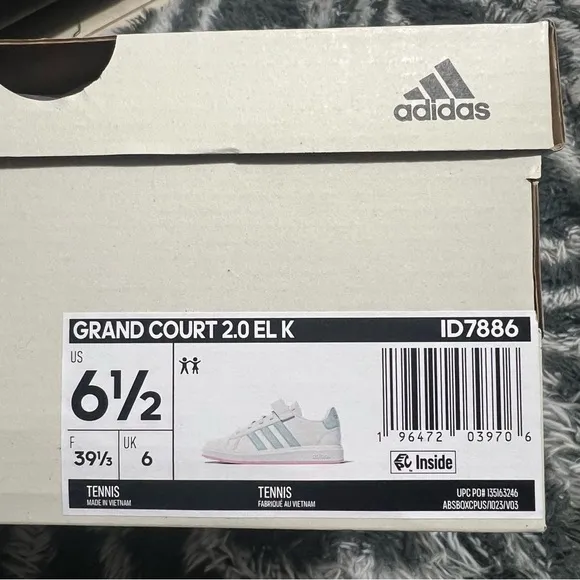 adidas
GRAND COURT 2.0 EL K ID7886
US
6½
F UK
39⅓ 6
1 96472 03970 6
Inside
TENNIS
MADE IN VIETNAM
TENNIS
FABRIQUÉ AU VIETNAM
UPC PO# 135163246
ABSBOXCPUS/1023/V03